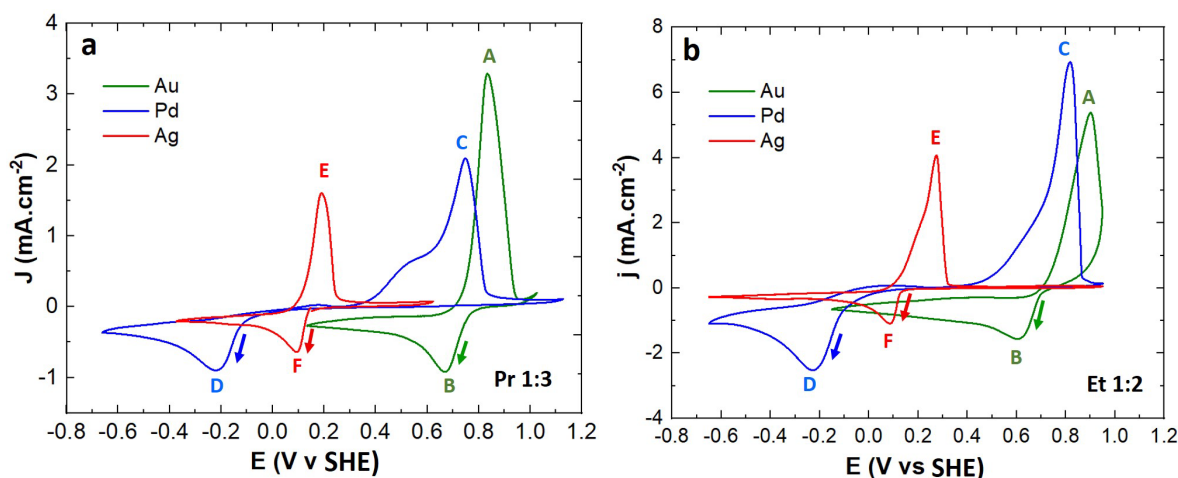 a
Au
Pd
Ag
A
C
E
F
D
B
Pr 1:3
J (mA.cm-2)
4
3
2
1
0
-1
-0.8 -0.6 -0.4 -0.2 0.0 0.2 0.4 0.6 0.8 1.0 1.2
E (V v SHE)
b
Au
Pd
Ag
C
A
E
F
B
D
Et 1:2
j (mA.cm-2)
8
6
4
2
0
-2
-4
-0.8 -0.6 -0.4 -0.2 0.0 0.2 0.4 0.6 0.8 1.0 1.2
E (V vs SHE)